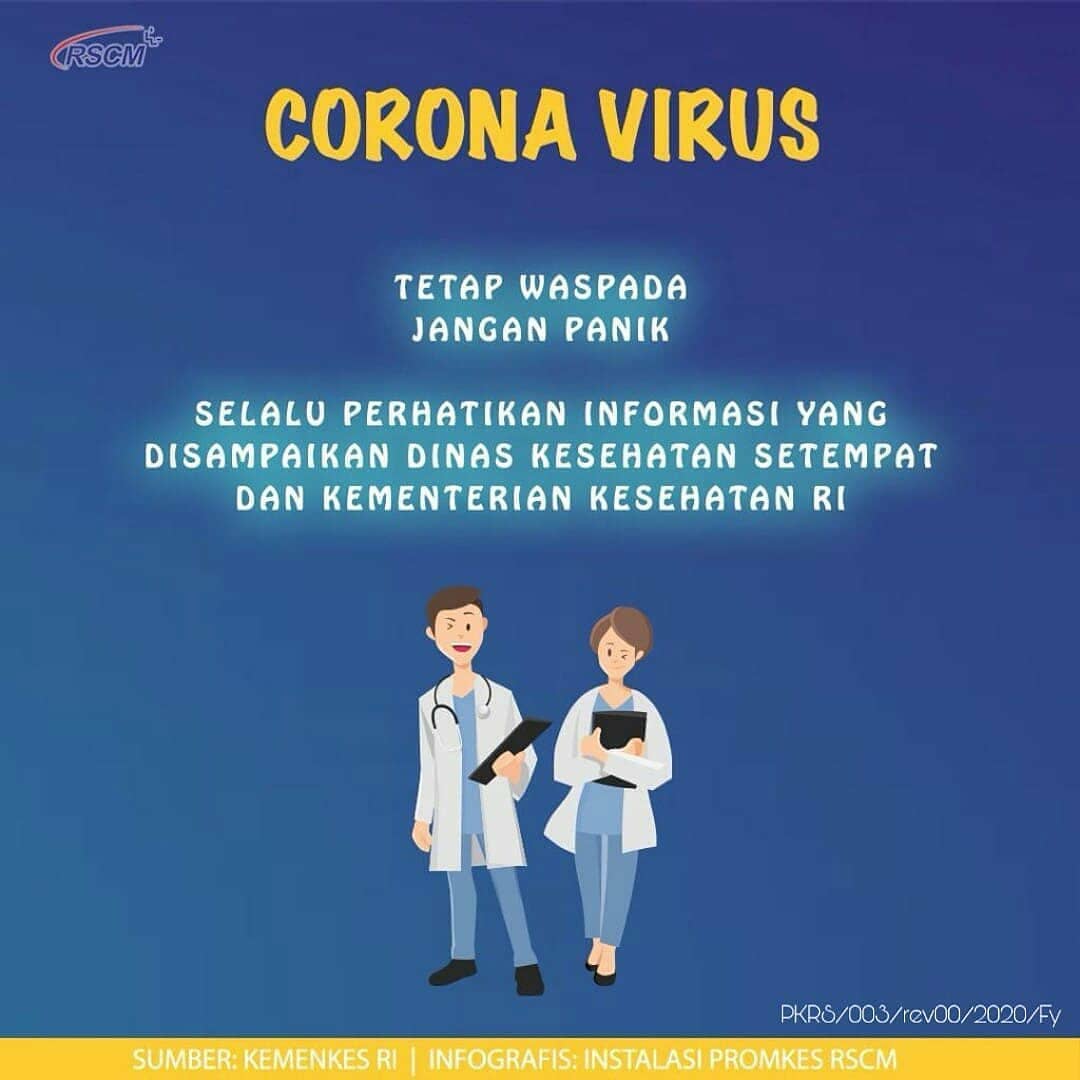 RSCM
CORONA VIRUS
TETAP WASPADA
JANGAN PANIK
SELALU PERHATIKAN INFORMASI YANG
DISAMPAIKAN DINAS KESEHATAN SETEMPAT
DAN KEMENTERIAN KESEHATAN RI
PKRS/003/rev00/2020/Fy
SUMBER: KEMENKES RI | INFOGRAFIS: INSTALASI PROMKES RSCM